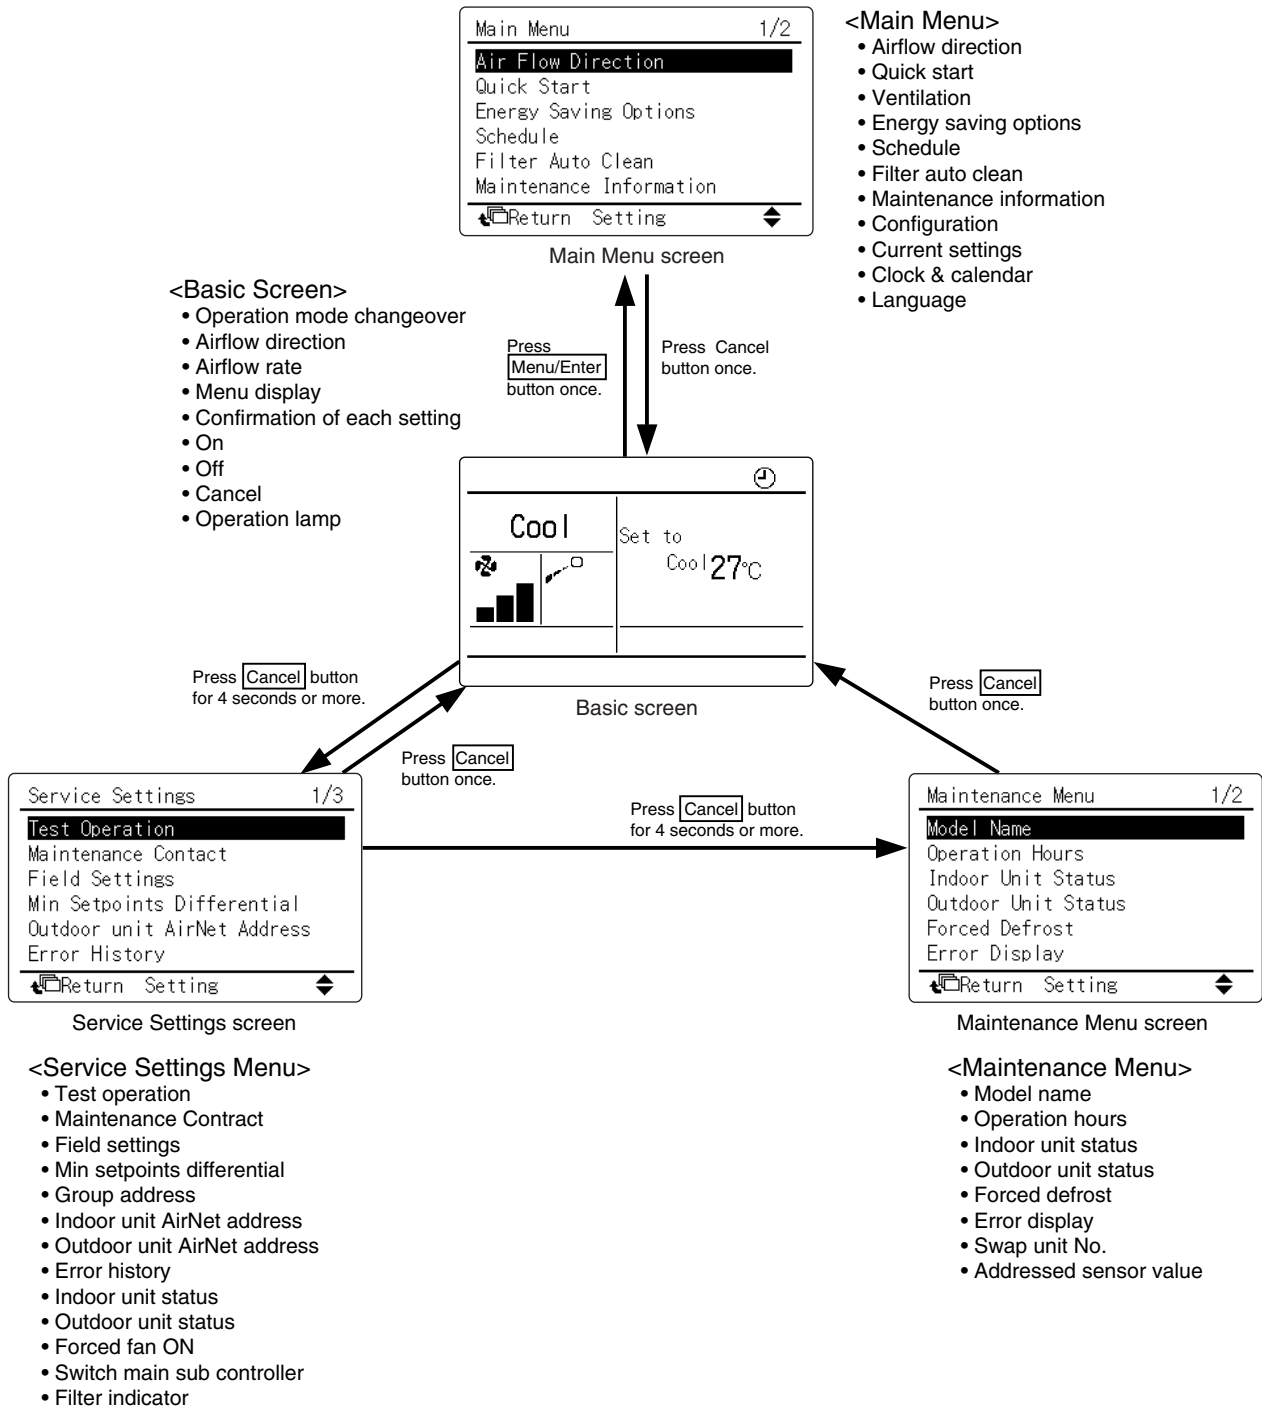 Main Menu 1/2
Air Flow Direction
Quick Start
Energy Saving Options
Schedule
Filter Auto Clean
Maintenance Information
Return Setting
Main Menu screen
<Main Menu>
• Airflow direction
• Quick start
• Ventilation
• Energy saving options
• Schedule
• Filter auto clean
• Maintenance information
• Configuration
• Current settings
• Clock & calendar
• Language
<Basic Screen>
• Operation mode changeover
• Airflow direction
• Airflow rate
• Menu display
• Confirmation of each setting
• On
• Off
• Cancel
• Operation lamp
Press
Menu/Enter
button once.
Press Cancel
button once.
Cool
Set to
Cool 27°C
Basic screen
Press Cancel button
for 4 seconds or more.
Press Cancel
button once.
Press Cancel
button once.
Press Cancel button
for 4 seconds or more.
Service Settings 1/3
Test Operation
Maintenance Contact
Field Settings
Min Setpoints Differential
Outdoor unit AirNet Address
Error History
Return Setting
Service Settings screen
Maintenance Menu 1/2
Model Name
Operation Hours
Indoor Unit Status
Outdoor Unit Status
Forced Defrost
Error Display
Return Setting
Maintenance Menu screen
<Service Settings Menu>
• Test operation
• Maintenance Contract
• Field settings
• Min setpoints differential
• Group address
• Indoor unit AirNet address
• Outdoor unit AirNet address
• Error history
• Indoor unit status
• Outdoor unit status
• Forced fan ON
• Switch main sub controller
• Filter indicator
<Maintenance Menu>
• Model name
• Operation hours
• Indoor unit status
• Outdoor unit status
• Forced defrost
• Error display
• Swap unit No.
• Addressed sensor value